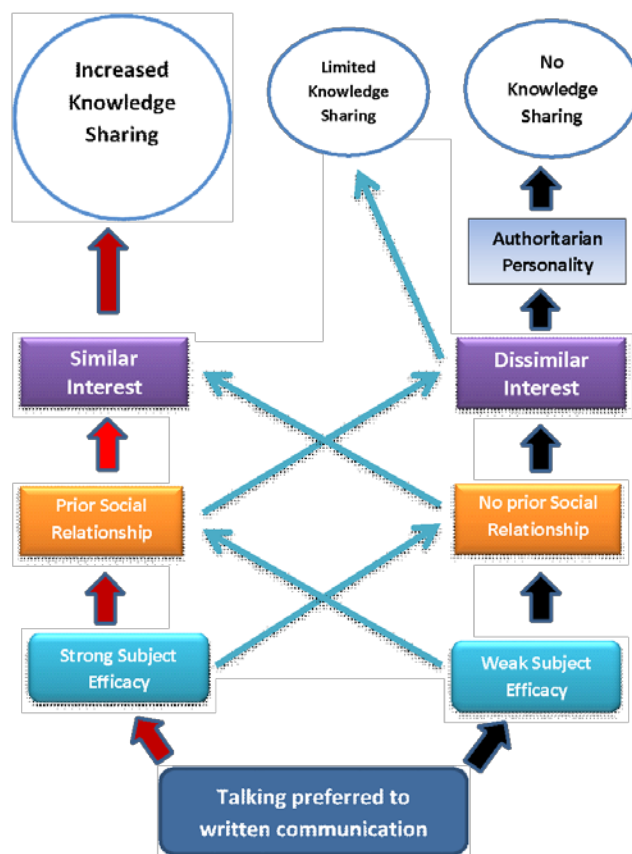 Increased
Knowledge
Sharing
Limited
Knowledge
Sharing
No
Knowledge
Sharing
Authoritarian
Personality
Similar
Interest
Dissimilar
Interest
Prior Social
Relationship
No prior Social
Relationship
Strong Subject
Efficacy
Weak Subject
Efficacy
Talking preferred to
written communication